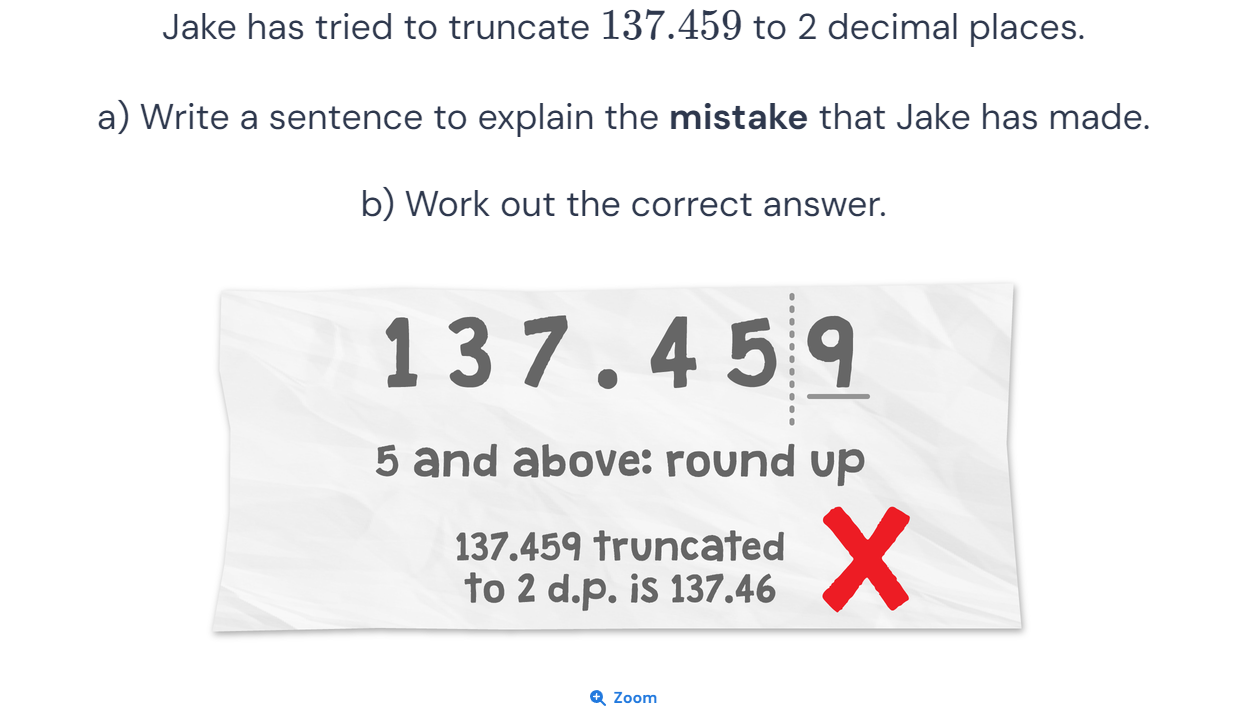 Jake has tried to truncate 137.459 to 2 decimal places.
a) Write a sentence to explain the mistake that Jake has made.
b) Work out the correct answer.
137.459
5 and above: round up
137.459 truncated
to 2 d.p. is 137.46
Zoom